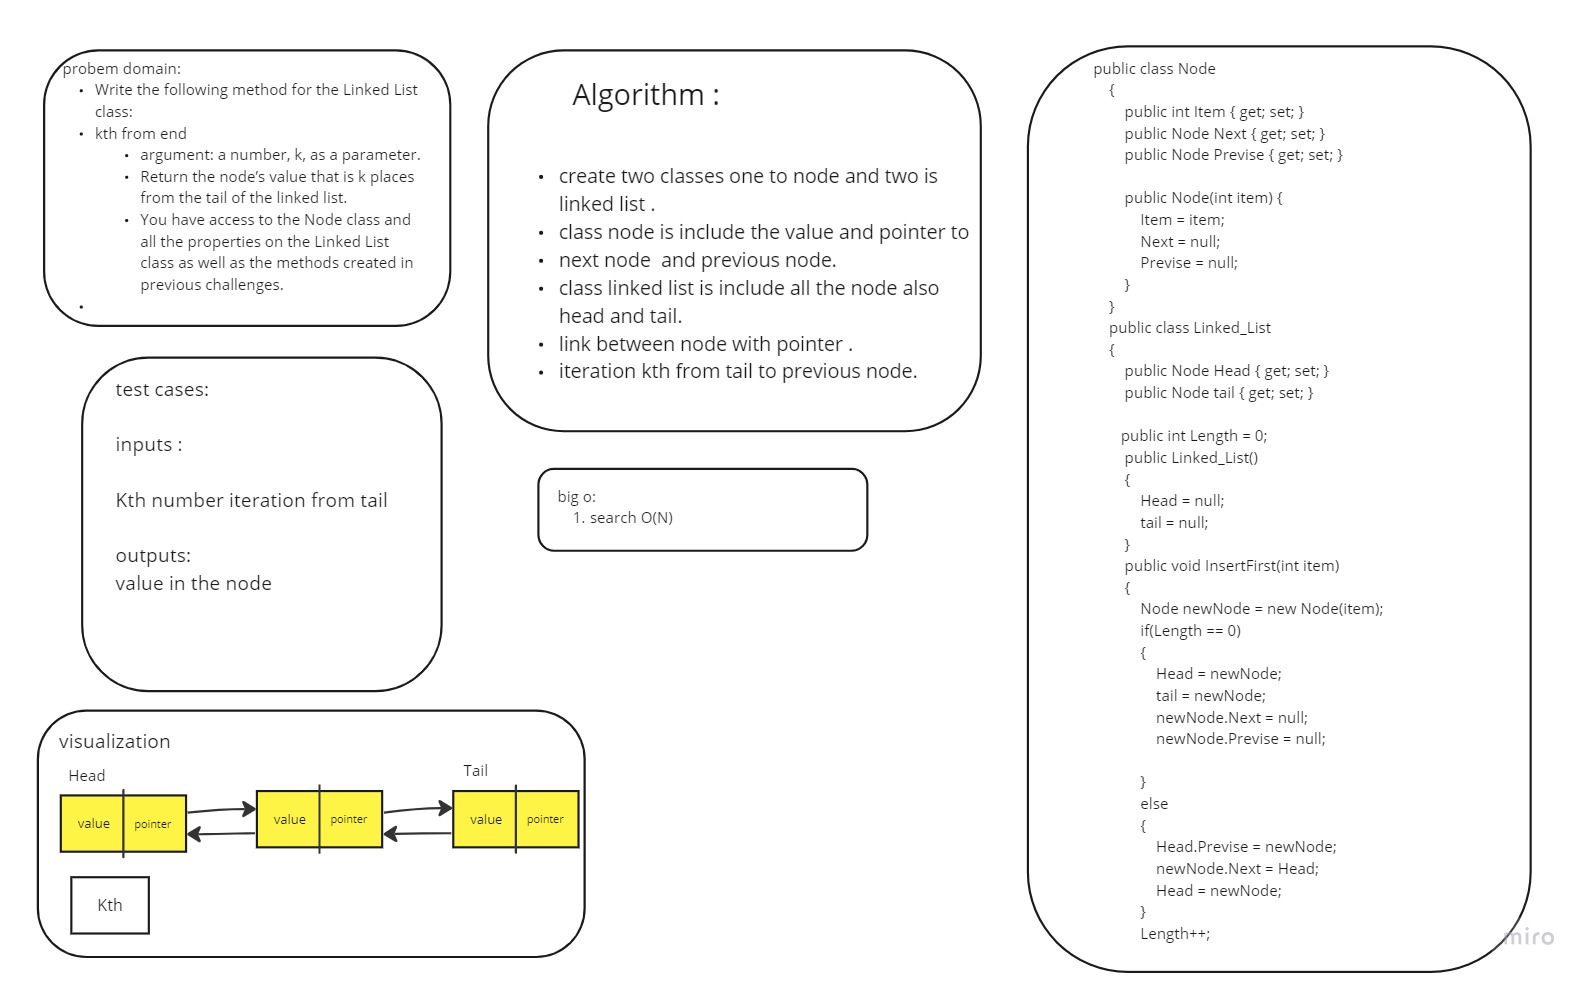 probem domain:
• Write the following method for the Linked List
class:
• kth from end
• argument: a number, k, as a parameter.
• Return the node’s value that is k places
from the tail of the linked list.
• You have access to the Node class and
all the properties on the Linked List
class as well as the methods created in
previous challenges.
•
test cases:
inputs :
Kth number iteration from tail
outputs:
value in the node
visualization
Head
Tail
value
pointer
value
pointer
value
pointer
Kth
Algorithm :
• create two classes one to node and two is
linked list .
• class node is include the value and pointer to
• next node  and previous node.
• class linked list is include all the node also
head and tail.
• link between node with pointer .
• iteration kth from tail to previous node.
big o:
1. search O(N)
public class Node
{
public int Item { get; set; }
public Node Next { get; set; }
public Node Previse { get; set; }
public Node(int item) {
Item = item;
Next = null;
Previse = null;
}
}
public class Linked_List
{
public Node Head { get; set; }
public Node tail { get; set; }
public int Length = 0;
public Linked_List()
{
Head = null;
tail = null;
}
public void InsertFirst(int item)
{
Node newNode = new Node(item);
if(Length == 0)
{
Head = newNode;
tail = newNode;
newNode.Next = null;
newNode.Previse = null;
}
else
{
Head.Previse = newNode;
newNode.Next = Head;
Head = newNode;
}
Length++;
miro